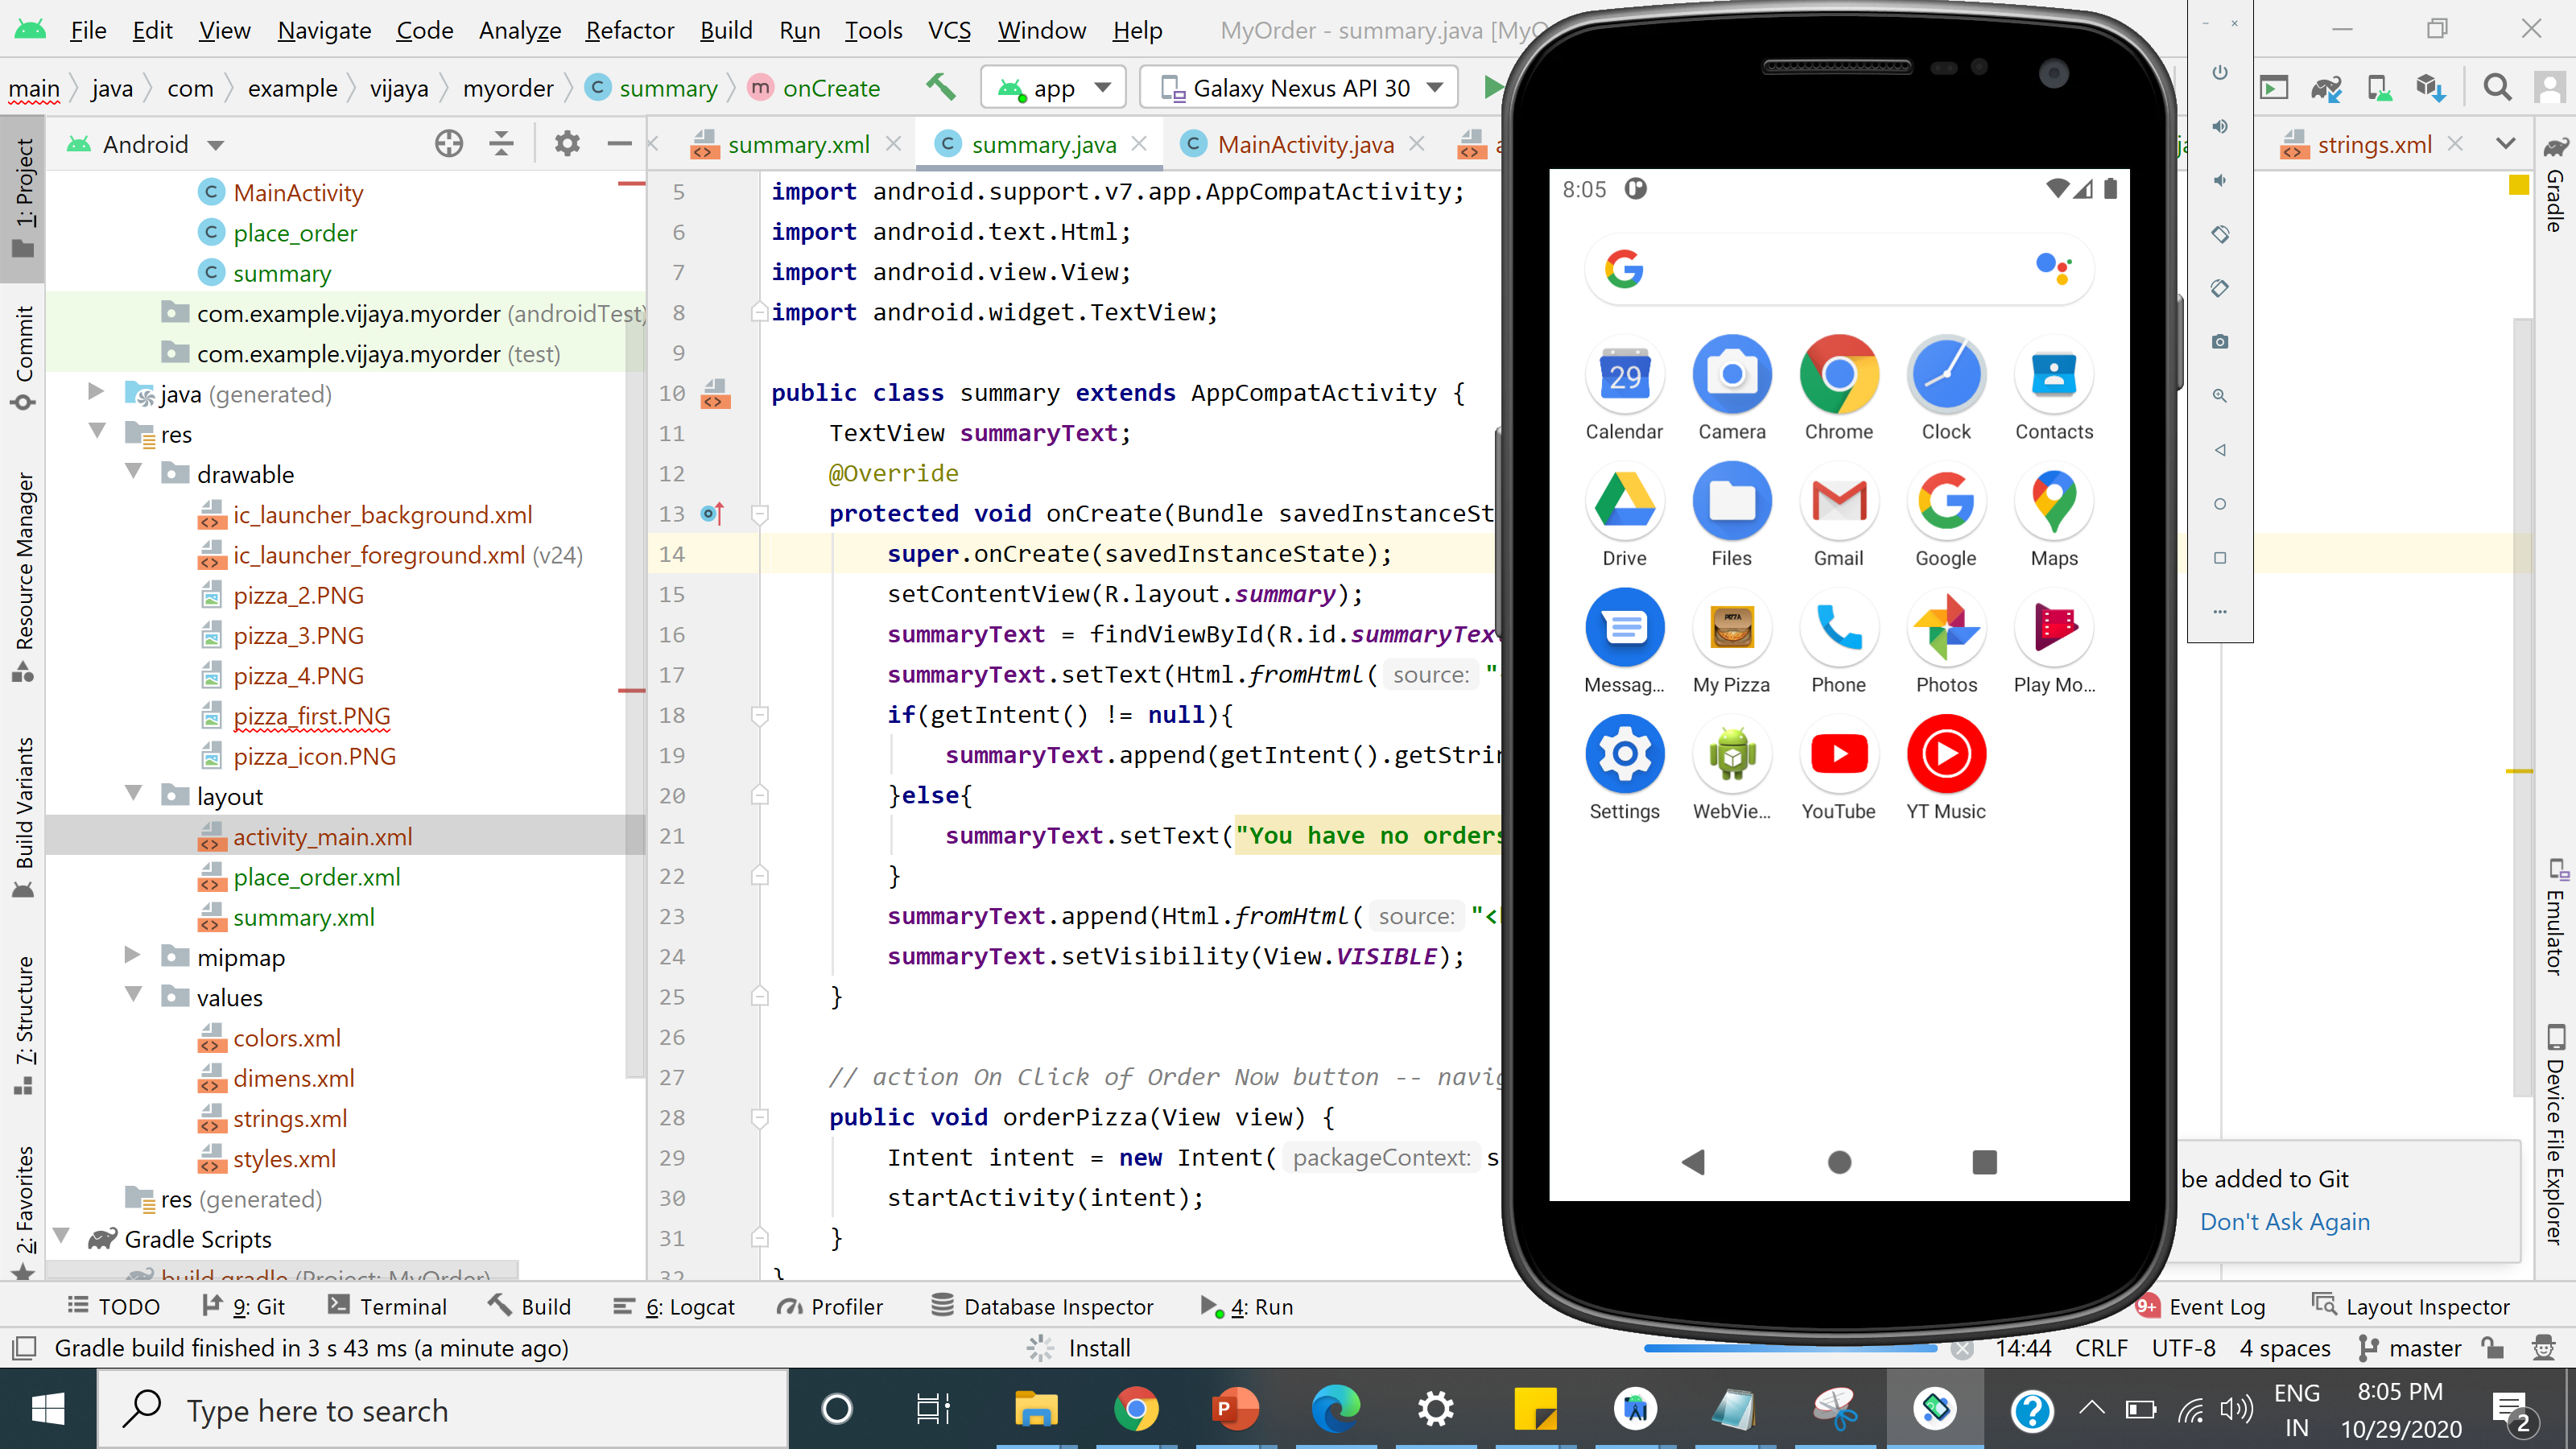 File Edit View Navigate Code Analyze Refactor Build Run Tools VCS Window Help MyOrder - summary.java [MyO
main java com example vijaya myorder summary onCreate app Galaxy Nexus API 30
Android
summary.xml summary.java MainActivity.java strings.xml
1: Project
Commit
Resource Manager
Build Variants
7: Structure
2: Favorites
MainActivity
place_order
summary
com.example.vijaya.myorder (androidTest)
com.example.vijaya.myorder (test)
java (generated)
res
drawable
ic_launcher_background.xml
ic_launcher_foreground.xml (v24)
pizza_2.PNG
pizza_3.PNG
pizza_4.PNG
pizza_first.PNG
pizza_icon.PNG
layout
activity_main.xml
place_order.xml
summary.xml
mipmap
values
colors.xml
dimens.xml
strings.xml
styles.xml
res (generated)
Gradle Scripts
build.gradle (Project: MyOrder)
5 import android.support.v7.app.AppCompatActivity;
6 import android.text.Html;
7 import android.view.View;
8 import android.widget.TextView;
9
10 public class summary extends AppCompatActivity {
11 TextView summaryText;
12 @Override
13 protected void onCreate(Bundle savedInstanceSt
14 super.onCreate(savedInstanceState);
15 setContentView(R.layout.summary);
16 summaryText = findViewById(R.id.summaryTex
17 summaryText.setText(Html.fromHtml( source: "
18 if(getIntent() != null){
19 summaryText.append(getIntent().getStrin
20 }else{
21 summaryText.setText("You have no orders
22 }
23 summaryText.append(Html.fromHtml( source: "<
24 summaryText.setVisibility(View.VISIBLE);
25 }
26
27 // action On Click of Order Now button -- navig
28 public void orderPizza(View view) {
29 Intent intent = new Intent( packageContext: s
30 startActivity(intent);
31 }
32 }
8:05
Calendar Camera Chrome Clock Contacts
29
Drive Files Gmail Google Maps
PIZZA
Messag... My Pizza Phone Photos Play Mo...
Settings WebVie... YouTube YT Music
Gradle
Emulator
Device File Explorer
be added to Git
Don't Ask Again
TODO 9: Git Terminal Build 6: Logcat Profiler Database Inspector 4: Run 9+ Event Log Layout Inspector
Gradle build finished in 3 s 43 ms (a minute ago) Install 14:44 CRLF UTF-8 4 spaces master
Type here to search
ENG
IN
8:05 PM
10/29/2020
2